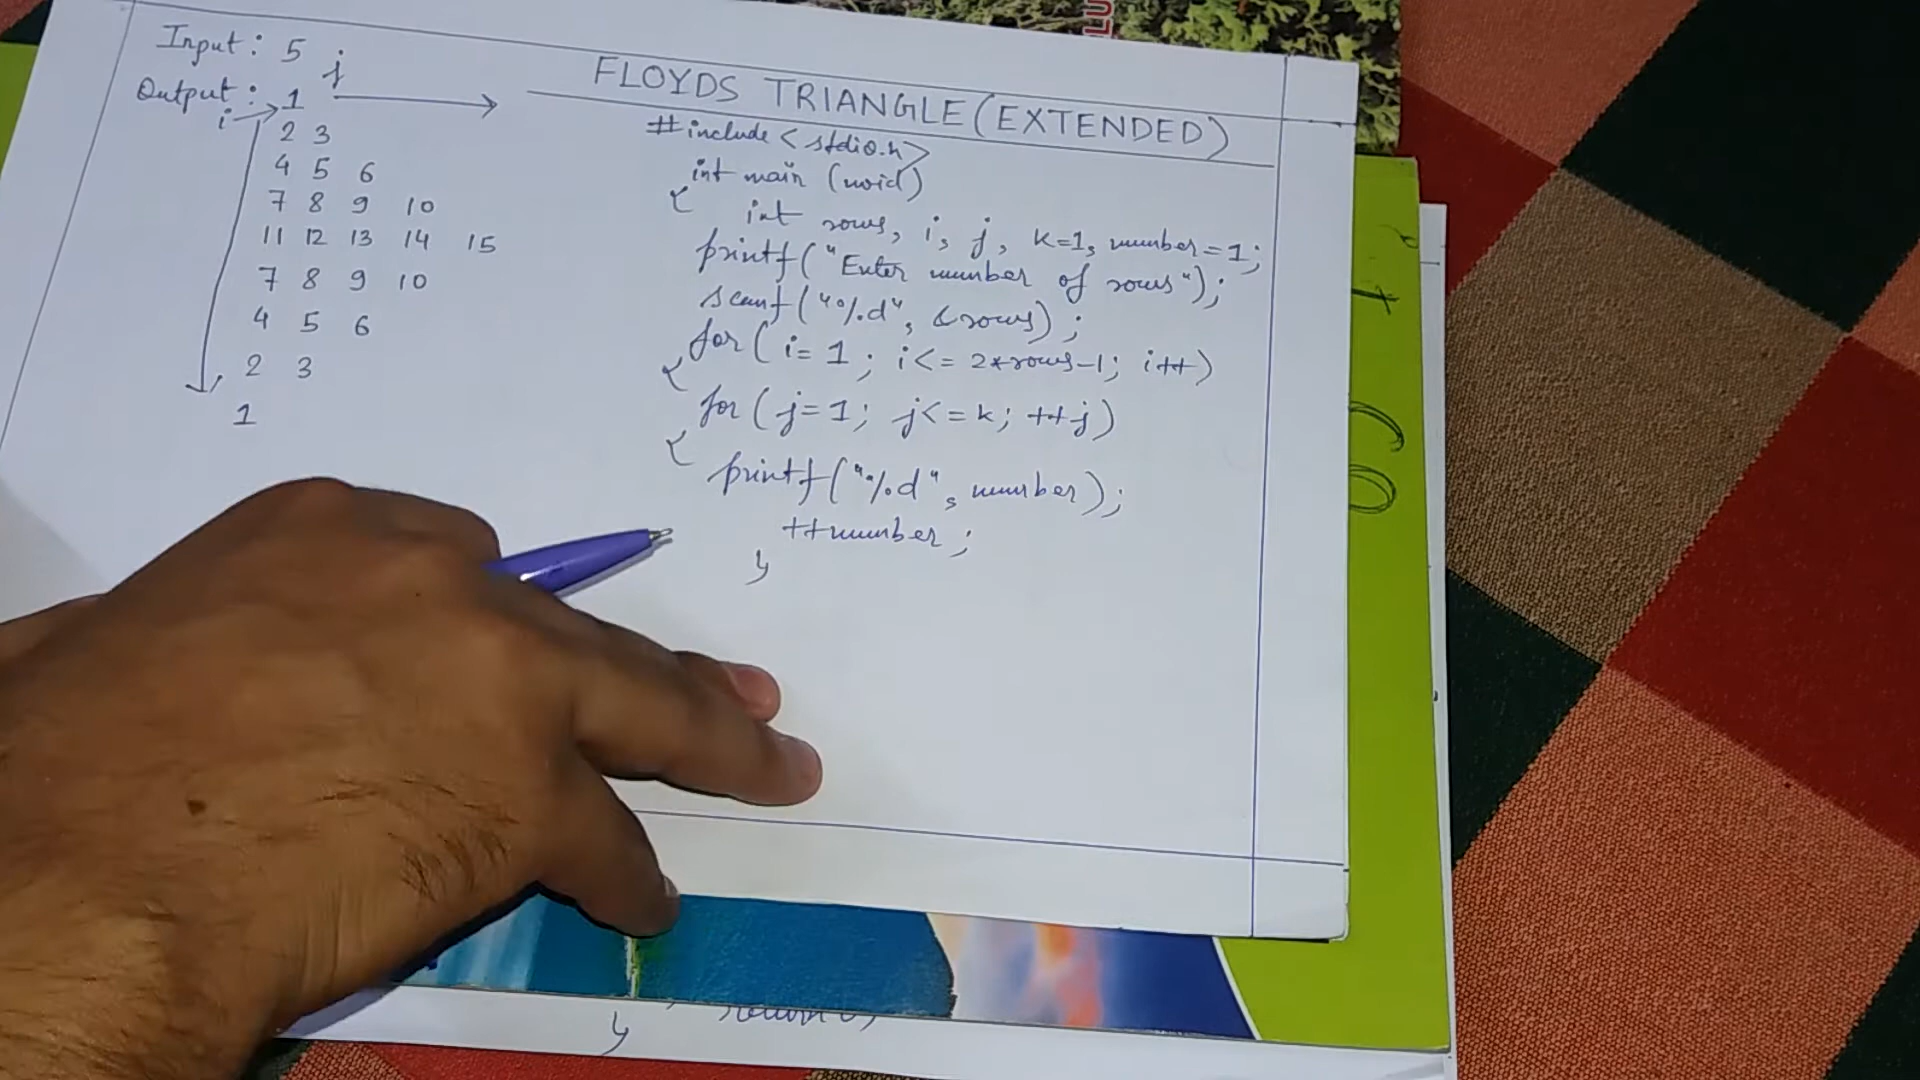 Input: 5
j
Output: 1
i
2 3
4 5 6
7 8 9 10
11 12 13 14 15
7 8 9 10
4 5 6
2 3
1
FLOYDS TRIANGLE (EXTENDED)
#include <stdio.h>
int main (void)
{
int rows, i, j, k=1, number=1;
printf("Enter number of rows");
scanf("%d", &rows);
for( i=1; i<=2*rows-1; i++)
{
for (j=1; j<=k; ++j)
{
printf("%d", number);
++number;
}
}